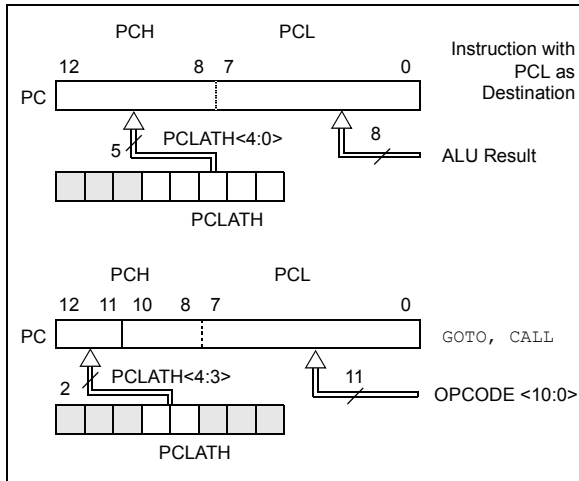 PCH PCL
12 8 7 0
Instruction with
PCL as
Destination
PC
5 PCLATH<4:0>
8
ALU Result
PCLATH
PCH PCL
12 11 10 8 7 0
PC
GOTO, CALL
2 PCLATH<4:3>
11
OPCODE <10:0>
PCLATH